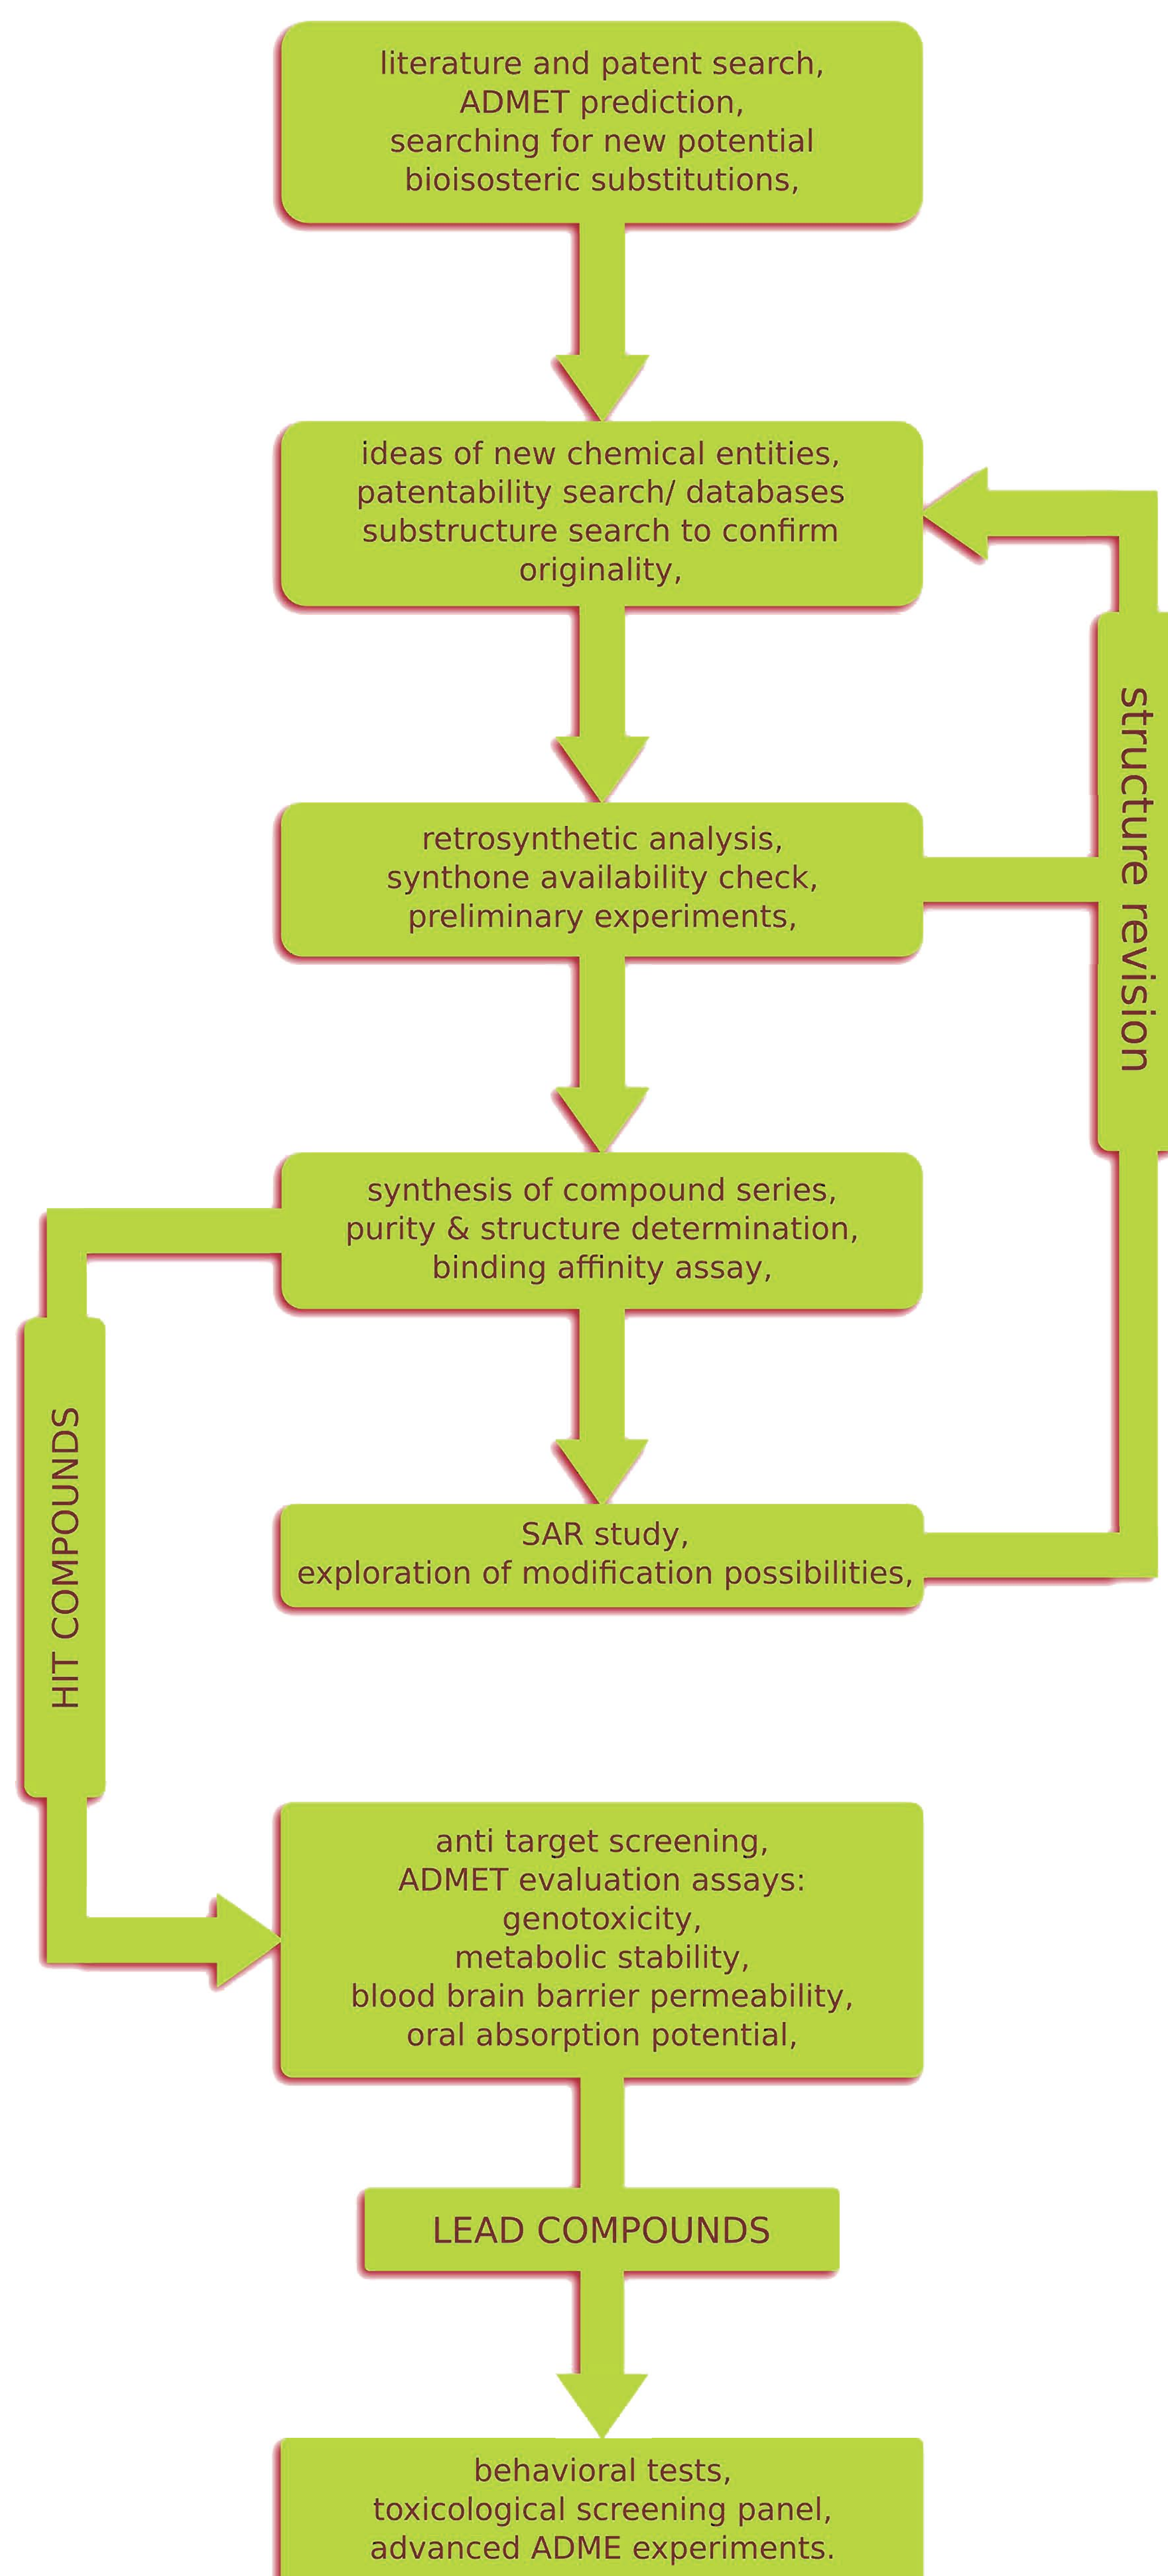 literature and patent search,
ADMET prediction,
searching for new potential
bioisosteric substitutions,
ideas of new chemical entities,
patentability search/ databases
substructure search to confirm
originality,
structure revision
retrosynthetic analysis,
synthone availability check,
preliminary experiments,
synthesis of compound series,
purity & structure determination,
binding affinity assay,
HIT COMPOUNDS
SAR study,
exploration of modification possibilities,
anti target screening,
ADMET evaluation assays:
genotoxicity,
metabolic stability,
blood brain barrier permeability,
oral absorption potential,
LEAD COMPOUNDS
behavioral tests,
toxicological screening panel,
advanced ADME experiments.